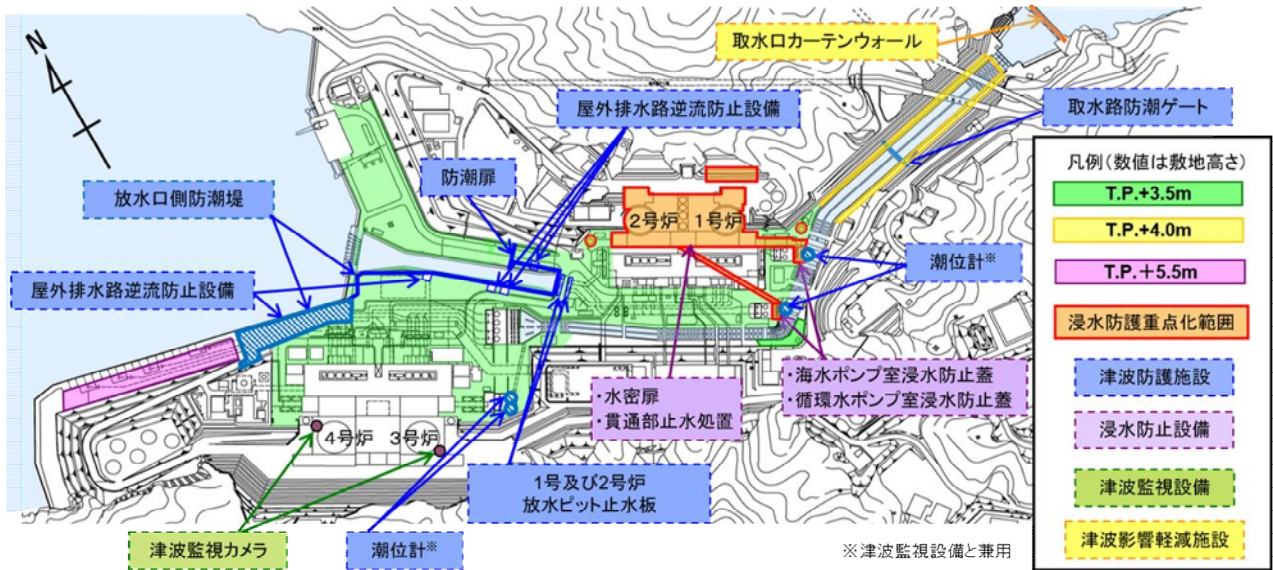 N
取水口カーテンウォール
屋外排水路逆流防止設備
取水路防潮ゲート
防潮扉
放水口側防潮堤
2号炉 1号炉
潮位計※
屋外排水路逆流防止設備
・水密扉
・貫通部止水処置
・海水ポンプ室浸水防止蓋
・循環水ポンプ室浸水防止蓋
4号炉 3号炉
1号及び2号炉
放水ピット止水板
津波監視カメラ
潮位計※
※津波監視設備と兼用
凡例(数値は敷地高さ)
T.P.+3.5m
T.P.+4.0m
T.P.+5.5m
浸水防護重点化範囲
津波防護施設
浸水防止設備
津波監視設備
津波影響軽減施設